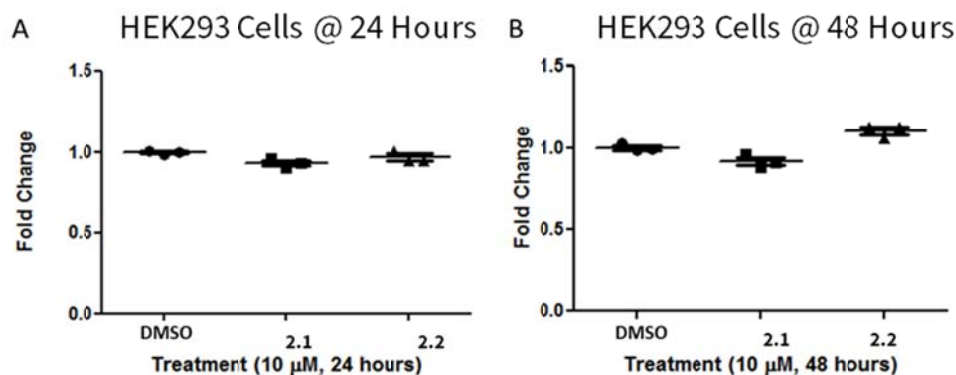 A
HEK293 Cells @ 24 Hours
Fold Change
1.5
1.0
0.5
0.0
DMSO
2.1
2.2
Treatment (10 μM, 24 hours)
B
HEK293 Cells @ 48 Hours
Fold Change
1.5
1.0
0.5
0.0
DMSO
2.1
2.2
Treatment (10 μM, 48 hours)